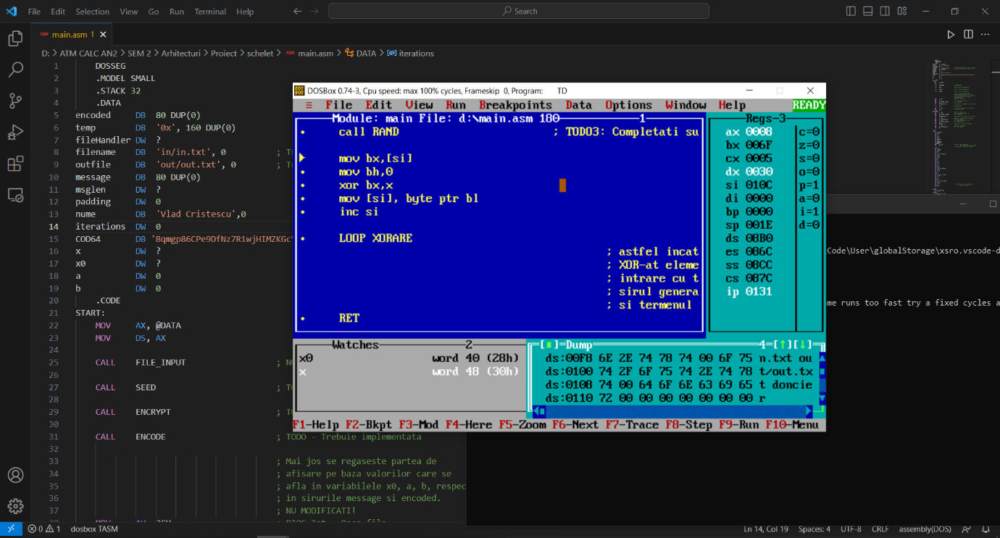 File Edit Selection View Go Run Terminal Help Search
main.asm 1
D: > ATM CALC AN2 > SEM 2 > Arhitecturi > Proiect > schelet > main.asm > DATA > iterations
1 DOSSEG
2 .MODEL SMALL
3 .STACK 32
4 .DATA
5 encoded DB 80 DUP(0)
6 temp DB '0x', 160 DUP(0)
7 fileHandler DW ?
8 filename DB 'in/in.txt', 0
9 outfile DB 'out/out.txt', 0
10 message DB 80 DUP(0)
11 msglen DW ?
12 padding DW 0
13 nume DB 'Vlad Cristescu',0
14 iterations DW 0
15 COD64 DB
16 x DW ?
17 x0 DW ?
18 a DW 0
19 b DW 0
20 .CODE
21 START:
22 MOV AX, @DATA
23 MOV DS, AX
24
25 CALL FILE_INPUT
26
27 CALL SEED
28
29 CALL ENCRYPT
30
31 CALL ENCODE ; TODO - Trebuie implementata
32
33 ; Mai jos se regaseste partea de
34 ; afisare pe baza valorilor care se
35 ; afla in variabilele x0, a, b, respec
36 ; in sirurile message si encoded.
37 ; NU MODIFICATI!
DOSBox 0.74-3, Cpu speed: max 100% cycles, Frameskip 0, Program: TD
≡ File Edit View Run Breakpoints Data Options Window Help READY
Module: main File: d:\main.asm 180 1
call RAND ; TODO3: Completati su
mov bx,[si]
mov bh,0
xor bx,x
mov [si], byte ptr bl
inc si
LOOP XORARE
; astfel incat
; XOR-at eleme
; intrare cu t
; sirul genera
; si termenul
RET
Regs-3
ax 0008 c=0
bx 006F z=0
cx 0005 s=0
dx 0030 o=0
si 010C p=1
di 0000 a=0
bp 0000 i=1
sp 001E d=0
ds 08B0
es 086C
ss 08CC
cs 087C
ip 0131
Watches 2
x0 word 40 (28h)
x word 48 (30h)
[■]=Dump 4=[↑][↓]
ds:00F8 6E 2E 74 78 74 00 6F 75 n.txt ou
ds:0100 74 2F 6F 75 74 2E 74 78 t/out.tx
ds:0108 74 00 64 6F 6E 63 69 65 t doncie
ds:0110 72 00 00 00 00 00 00 00 r
F1-Help F2-Bkpt F3-Mod F4-Here F5-Zoom F6-Next F7-Trace F8-Step F9-Run F10-Menu
Code\User\globalStorage\xsro.vscode-d
me runs too fast try a fixed cycles a
0 1 dosbox TASM Ln 14, Col 19 Spaces: 4 UTF-8 CRLF assembly(DOS)